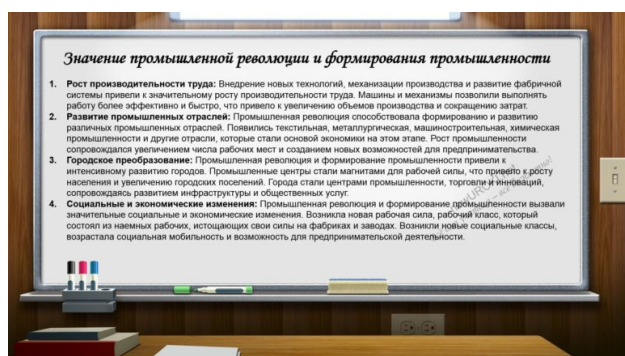 Значение промышленной революции и формирования промышленности
1. Рост производительности труда: Внедрение новых технологий, механизации производства и развитие фабричной
системы привели к значительному росту производительности труда. Машины и механизмы позволили выполнять
работу более эффективно и быстро, что привело к увеличению объемов производства и сокращению затрат.
2. Развитие промышленных отраслей: Промышленная революция способствовала формированию и развитию
различных промышленных отраслей. Появились текстильная, металлургическая, машиностроительная, химическая
промышленности и другие отрасли, которые стали основой экономики на этом этапе. Рост промышленности
сопровождался увеличением числа рабочих мест и созданием новых возможностей для предпринимательства.
3. Городское преобразование: Промышленная революция и формирование промышленности привели к
интенсивному развитию городов. Промышленные центры стали магнитами для рабочей силы, что привело к росту
населения и увеличению городских поселений. Города стали центрами промышленности, торговли и инноваций,
сопровождаясь развитием инфраструктуры и общественных услуг.
4. Социальные и экономические изменения: Промышленная революция и формирование промышленности вызвали
значительные социальные и экономические изменения. Возникла новая рабочая сила, рабочий класс, который
состоял из наемных рабочих, истощающих свои силы на фабриках и заводах. Возникли новые социальные классы,
возрастала социальная мобильность и возможность для предпринимательской деятельности.